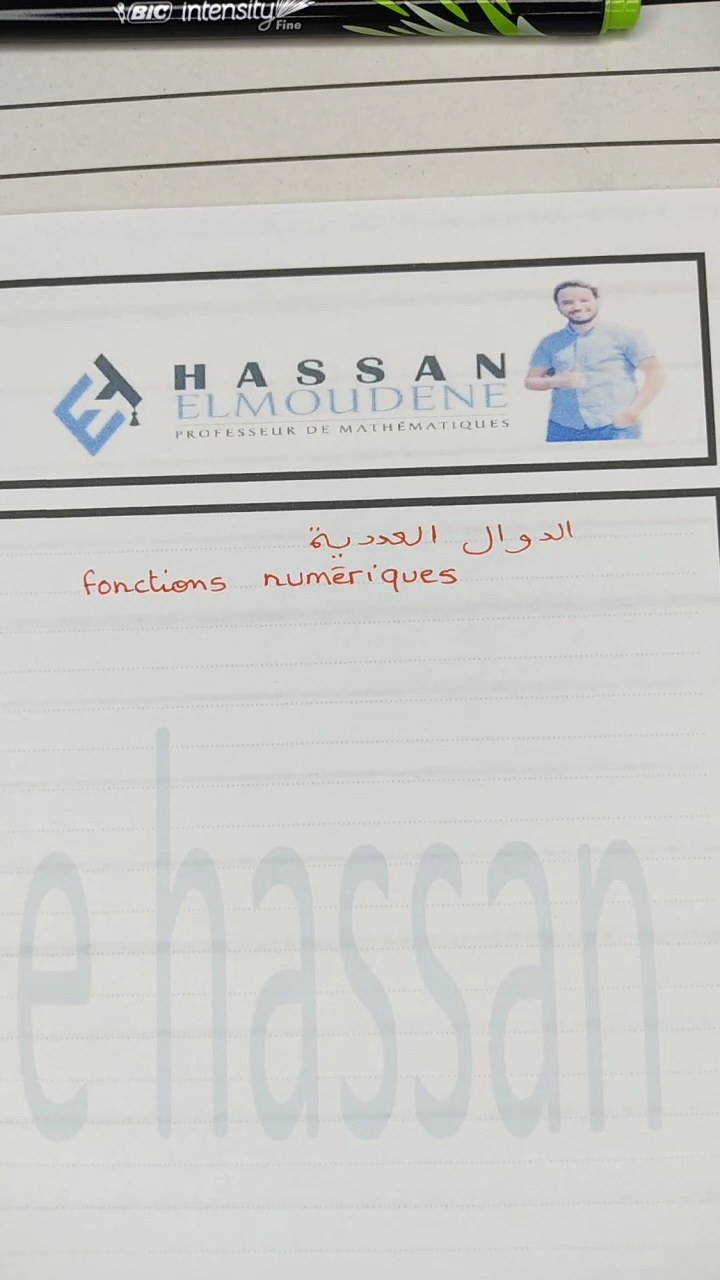 BIC intensity Fine
HASSAN
ELMOUDENE
PROFESSEUR DE MATHÉMATIQUES
الدوال العددية
fonctions numériques
e hassan